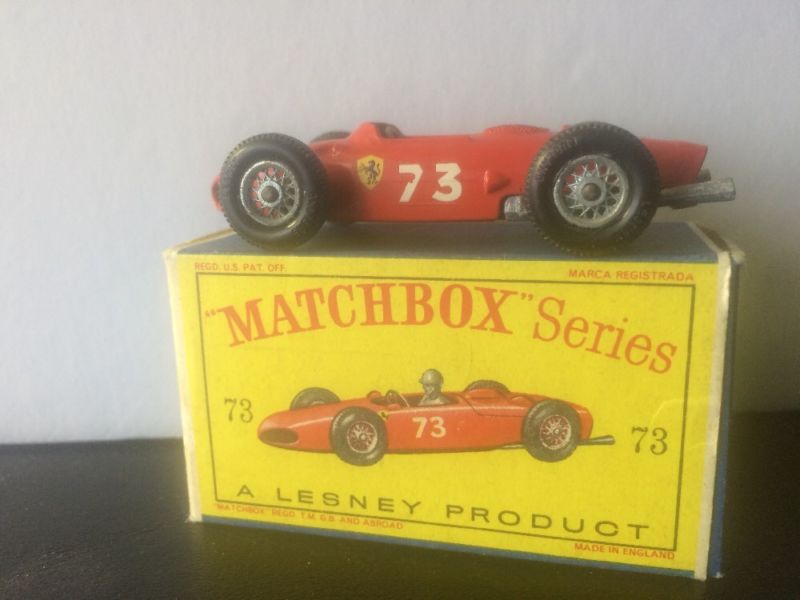 73
REGD. U.S. PAT. OFF.
MARCA REGISTRADA
"MATCHBOX" Series
73
73
73
A LESNEY PRODUCT
"MATCHBOX" REGD. T.M. G.B. AND ABROAD
MADE IN ENGLAND